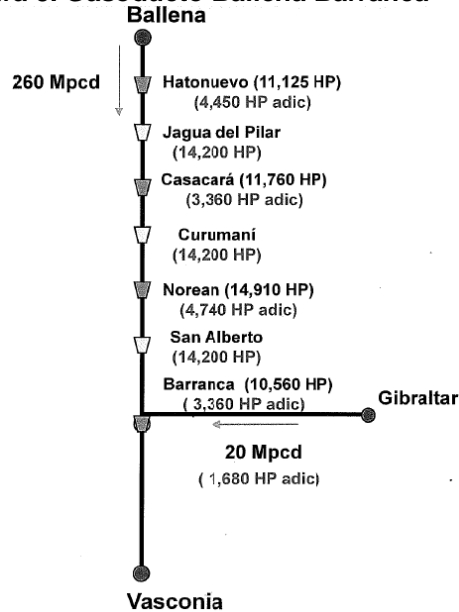 Gasoducto Ballena Barranca
Ballena
260 Mpcd
Hatonuevo (11,125 HP)
(4,450 HP adic)
Jagua del Pilar
(14,200 HP)
Casacará (11,760 HP)
(3,360 HP adic)
Curumaní
(14,200 HP)
Norean (14,910 HP)
(4,740 HP adic)
San Alberto
(14,200 HP)
Barranca (10,560 HP)
( 3,360 HP adic)
Gibraltar
20 Mpcd
( 1,680 HP adic)
Vasconia